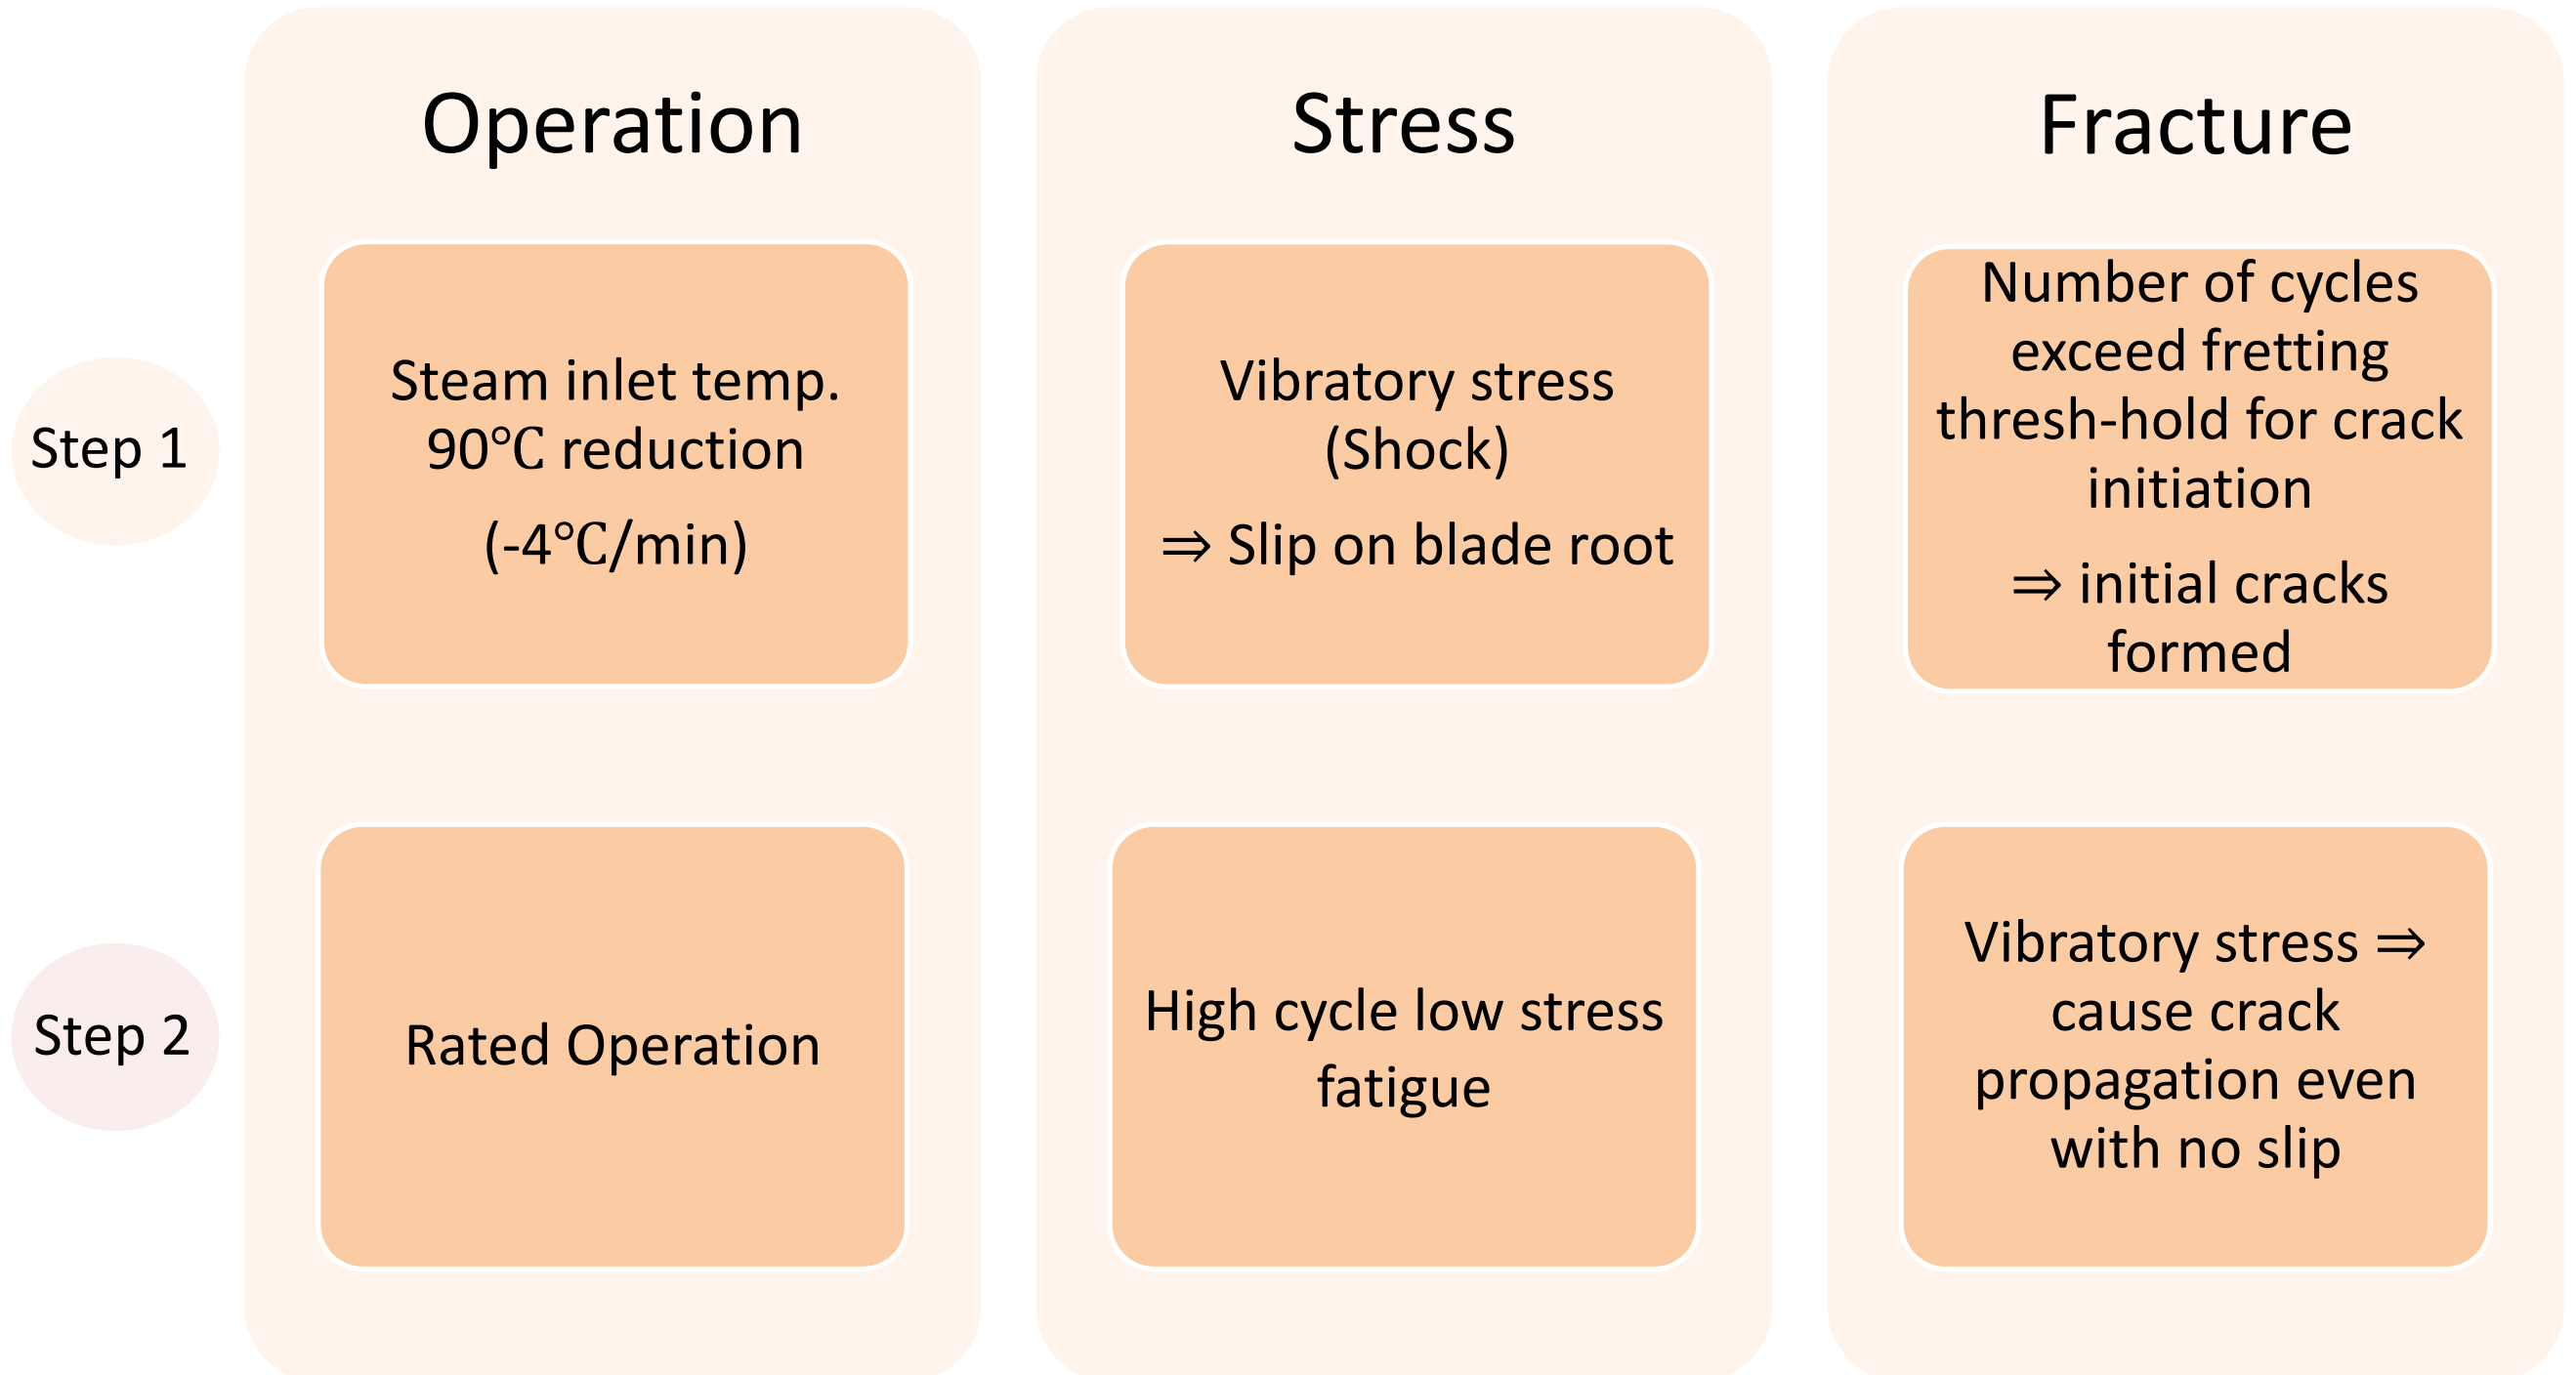 Operation
Stress
Fracture
Step 1
Steam inlet temp.
90℃ reduction
(-4℃/min)
Vibratory stress
(Shock)
⇒ Slip on blade root
Number of cycles
exceed fretting
thresh-hold for crack
initiation
⇒ initial cracks
formed
Step 2
Rated Operation
High cycle low stress
fatigue
Vibratory stress ⇒
cause crack
propagation even
with no slip